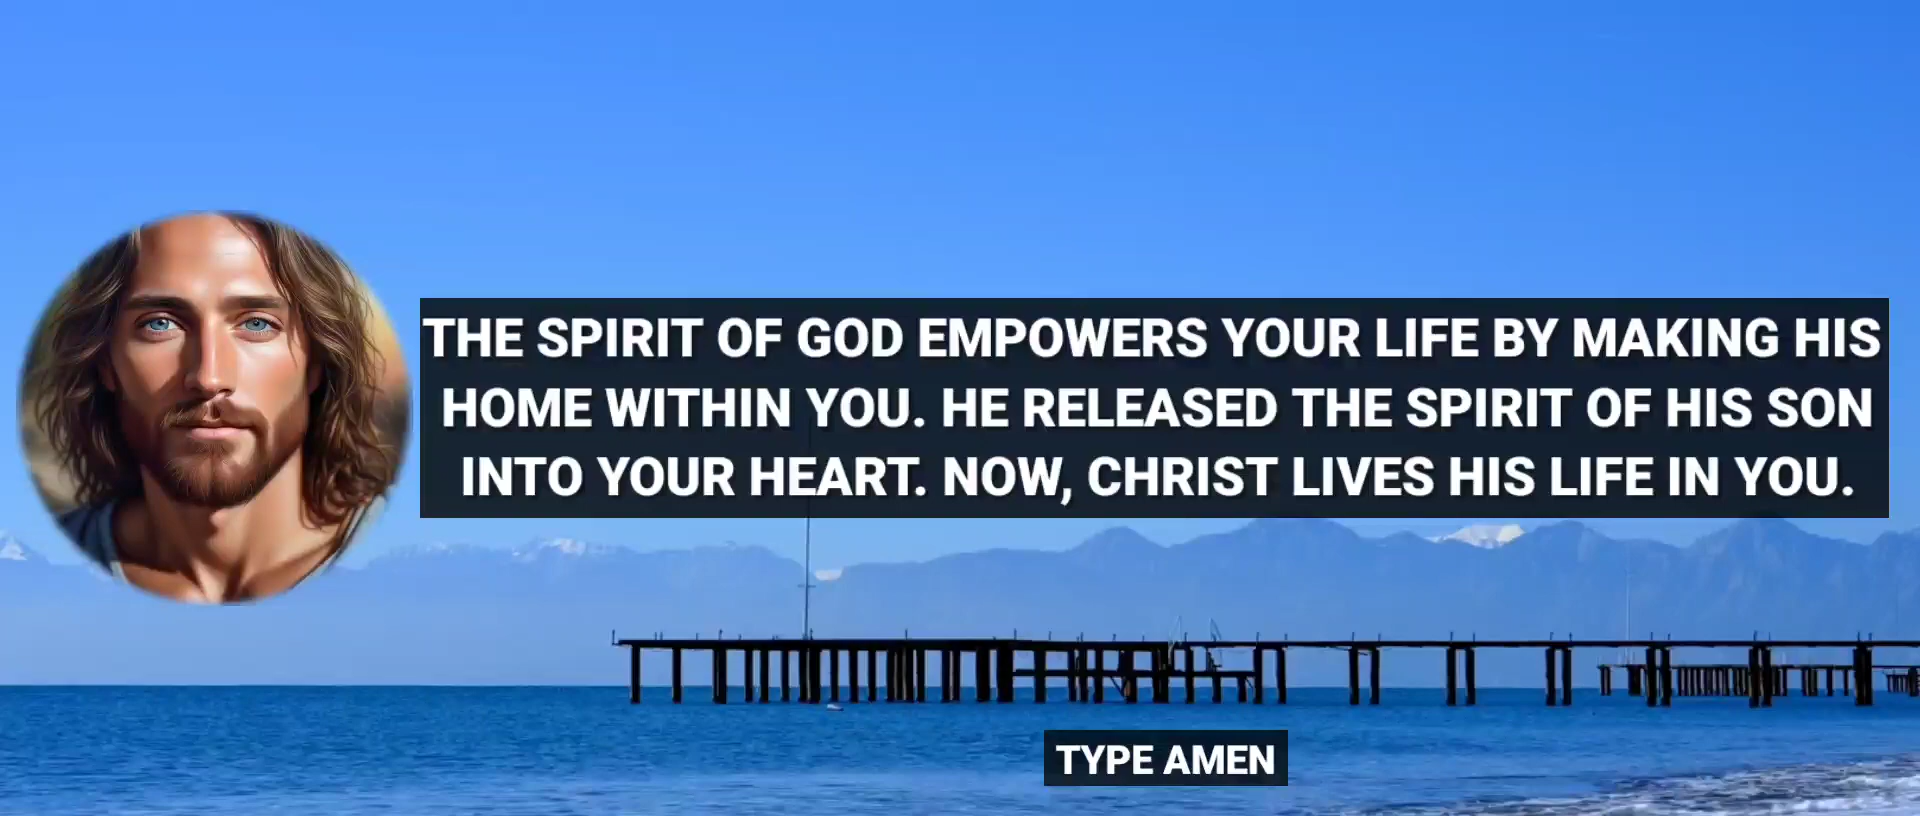 THE SPIRIT OF GOD EMPOWERS YOUR LIFE BY MAKING HIS
HOME WITHIN YOU. HE RELEASED THE SPIRIT OF HIS SON
INTO YOUR HEART. NOW, CHRIST LIVES HIS LIFE IN YOU.
TYPE AMEN